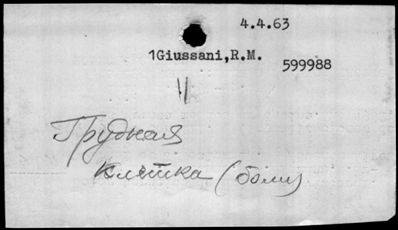 4.4.63
1Giussani,R.M.
599988
Грудная
клетка (боли)